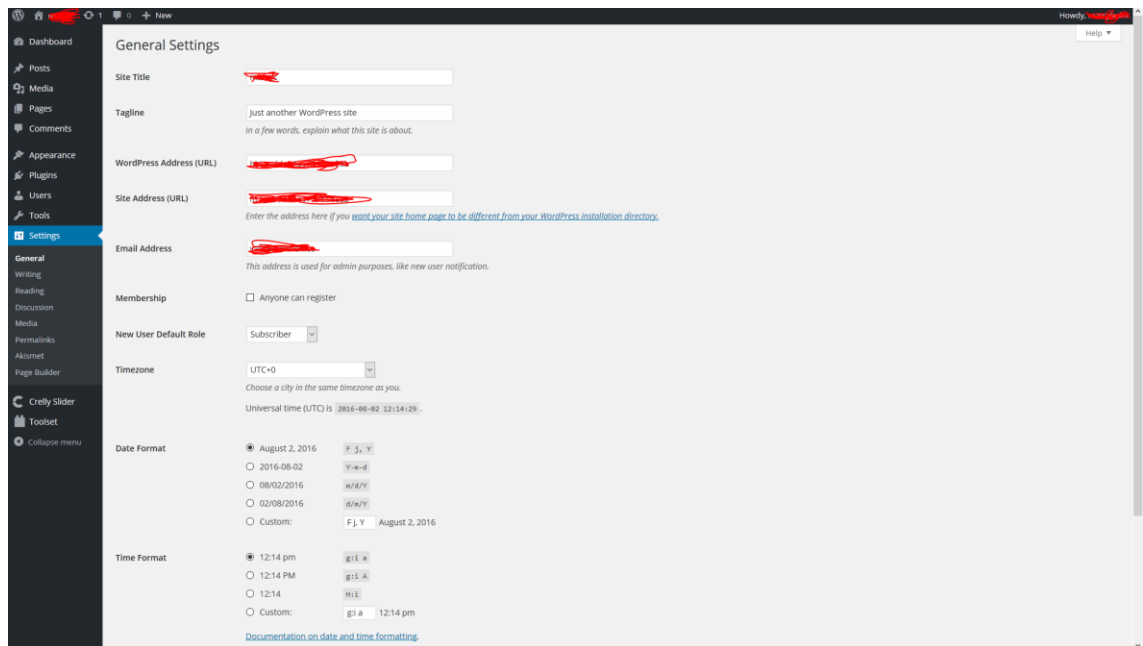 1 0 + New
Howdy,
Help
Dashboard
Posts
Media
Pages
Comments
Appearance
Plugins
Users
Tools
Settings
General
Writing
Reading
Discussion
Media
Permalinks
Akismet
Page Builder
Crelly Slider
Toolset
Collapse menu
General Settings
Site Title
Tagline Just another WordPress site
In a few words, explain what this site is about.
WordPress Address (URL)
Site Address (URL)
Enter the address here if you want your site home page to be different from your WordPress installation directory.
Email Address
This address is used for admin purposes, like new user notification.
Membership Anyone can register
New User Default Role Subscriber
Timezone UTC+0
Choose a city in the same timezone as you.
Universal time (UTC) is 2016-08-02 12:14:29 .
Date Format August 2, 2016 F j, Y
2016-08-02 Y-m-d
08/02/2016 m/d/Y
02/08/2016 d/m/Y
Custom: F j, Y August 2, 2016
Time Format 12:14 pm g:i a
12:14 PM g:i A
12:14 H:i
Custom: g:i a 12:14 pm
Documentation on date and time formatting.